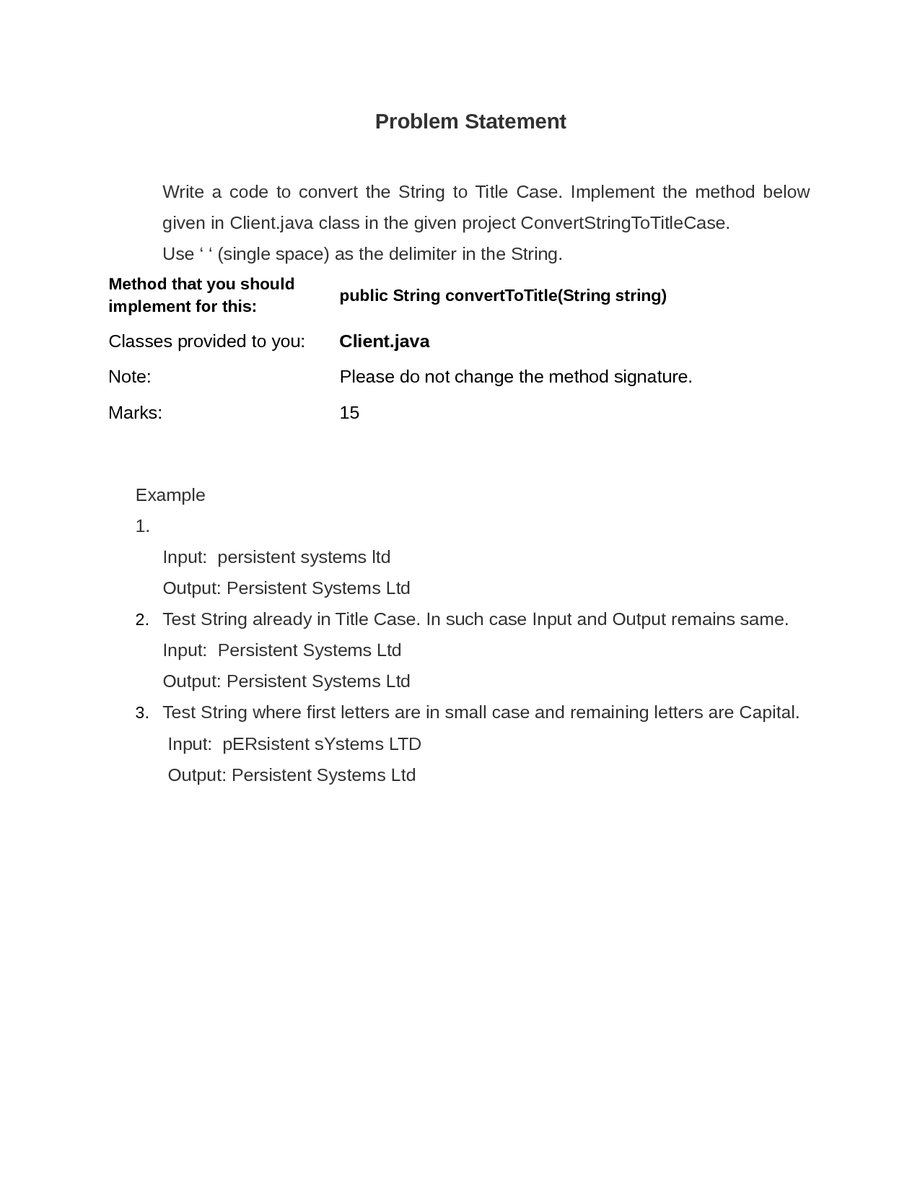 Problem Statement
Write a code to convert the String to Title Case. Implement the method below
given in Client.java class in the given project ConvertStringToTitleCase.
Use ‘ ‘ (single space) as the delimiter in the String.
Method that you should
implement for this:
public String convertToTitle(String string)
Classes provided to you: Client.java
Note: Please do not change the method signature.
Marks: 15
Example
1.
Input:  persistent systems ltd
Output: Persistent Systems Ltd
2. Test String already in Title Case. In such case Input and Output remains same.
Input:  Persistent Systems Ltd
Output: Persistent Systems Ltd
3. Test String where first letters are in small case and remaining letters are Capital.
Input:  pERsistent sYstems LTD
Output: Persistent Systems Ltd